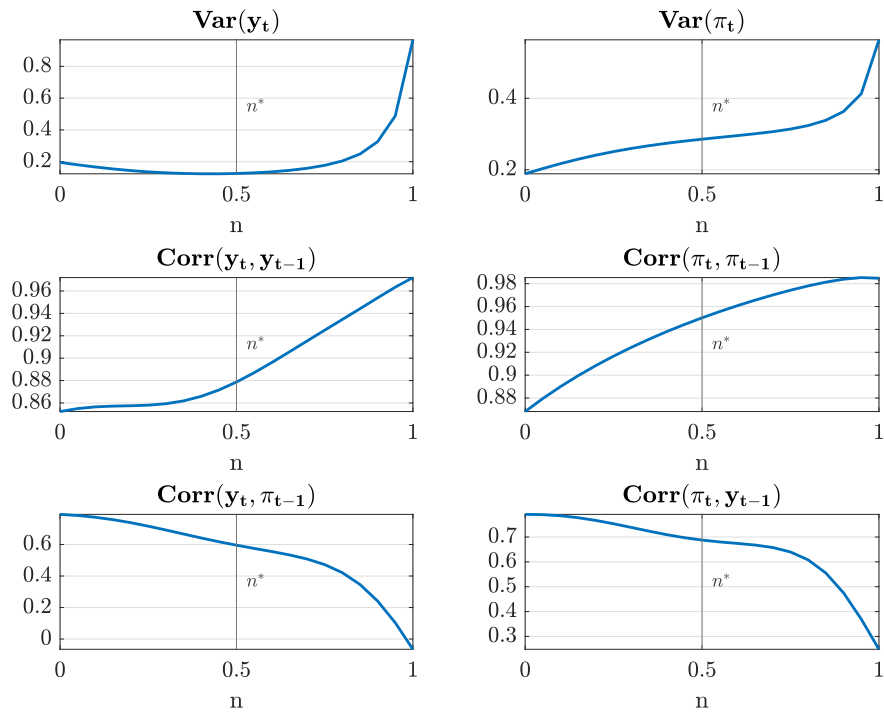 Var(y_t)
0.8
0.6
0.4
0.2
n*
0 0.5 1
n
Var(π_t)
0.4
0.2
n*
0 0.5 1
n
Corr(y_t, y_{t−1})
0.96
0.94
0.92
0.9
0.88
0.86
n*
0 0.5 1
n
Corr(π_t, π_{t−1})
0.98
0.96
0.94
0.92
0.9
0.88
n*
0 0.5 1
n
Corr(y_t, π_{t−1})
0.6
0.4
0.2
0
n*
0 0.5 1
n
Corr(π_t, y_{t−1})
0.7
0.6
0.5
0.4
0.3
n*
0 0.5 1
n